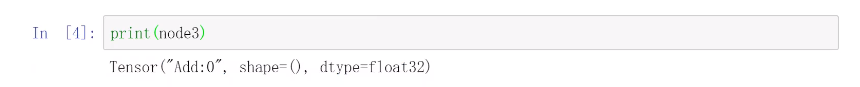 In [4]: print(node3)
Tensor("Add:0", shape=(), dtype=float32)